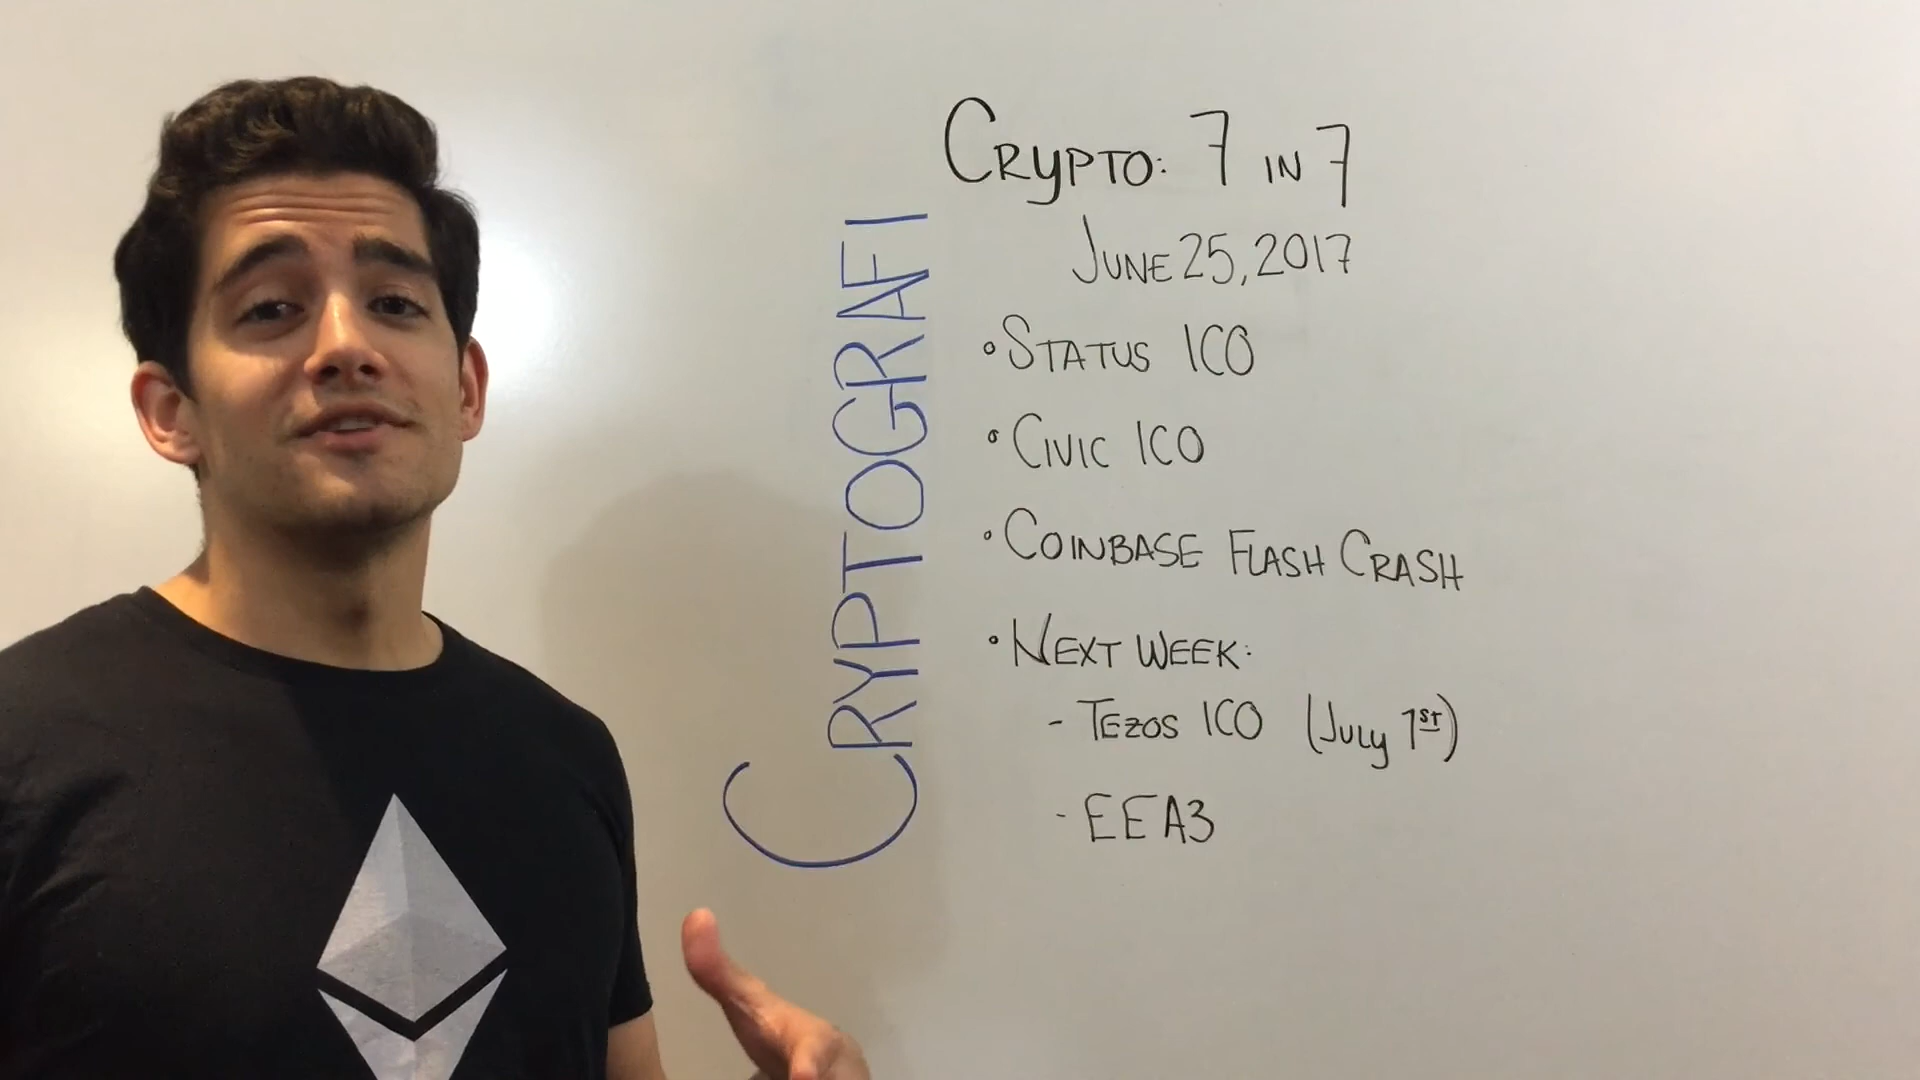 CRYPTOGRAFI
CRYPTO: 7 IN 7
JUNE 25, 2017
• STATUS ICO
• CIVIC ICO
• COINBASE FLASH CRASH
• NEXT WEEK:
- TEZOS ICO (JULY 1ST)
- EEA3